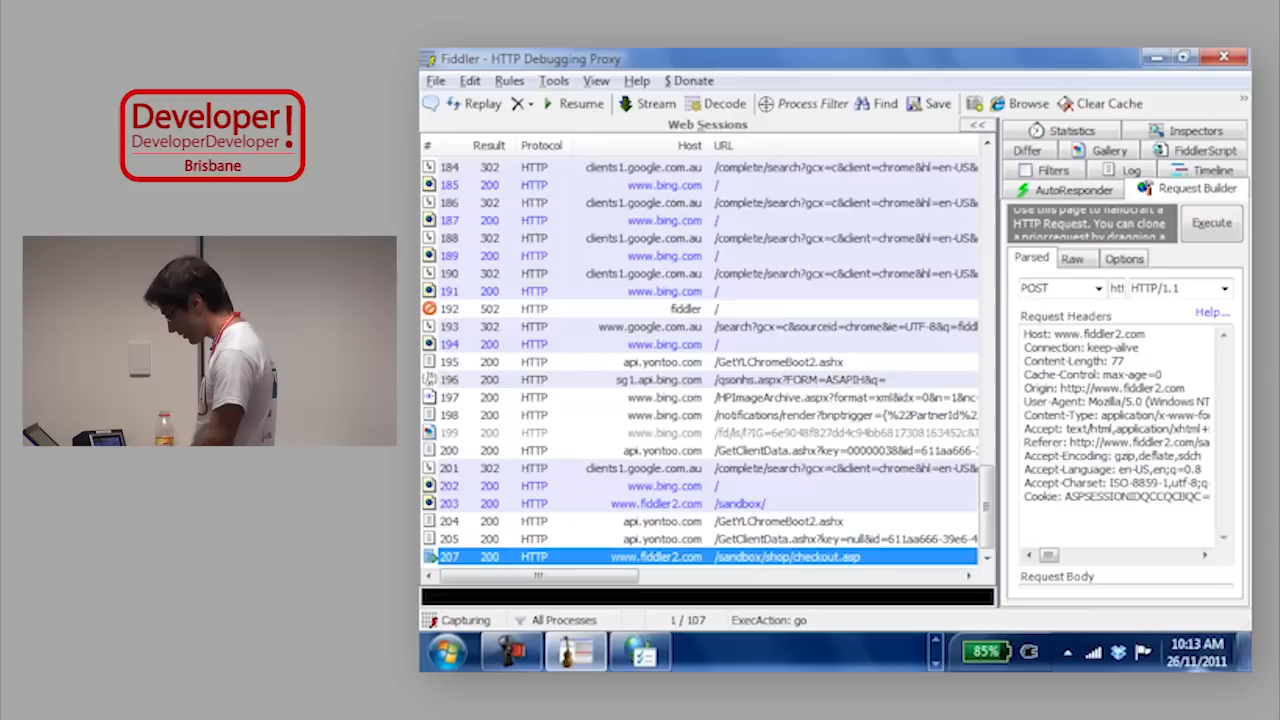 Developer!
DeveloperDeveloper
Brisbane
Fiddler - HTTP Debugging Proxy
File Edit Rules Tools View Help $ Donate
Replay Resume Stream Decode Process Filter Find Save Browse Clear Cache »
Web Sessions <<
# Result Protocol Host URL
184 302 HTTP clients1.google.com.au /complete/search?gcx=c&client=chrome&hl=en-US&
185 200 HTTP www.bing.com /
186 302 HTTP clients1.google.com.au /complete/search?gcx=c&client=chrome&hl=en-US&
187 200 HTTP www.bing.com /
188 302 HTTP clients1.google.com.au /complete/search?gcx=c&client=chrome&hl=en-US&
189 200 HTTP www.bing.com /
190 302 HTTP clients1.google.com.au /complete/search?gcx=c&client=chrome&hl=en-US&
191 200 HTTP www.bing.com /
192 502 HTTP fiddler /
193 302 HTTP www.google.com.au /search?gcx=c&sourceid=chrome&ie=UTF-8&q=fiddl
194 200 HTTP www.bing.com /
195 200 HTTP api.yontoo.com /GetYLChromeBoot2.ashx
196 200 HTTP sg1.api.bing.com /qsonhs.aspx?FORM=ASAPIH&q=
197 200 HTTP www.bing.com /HPImageArchive.aspx?format=xml&idx=0&n=1&nc=
198 200 HTTP www.bing.com /notifications/render?bnptrigger={%22PartnerId%22
199 200 HTTP www.bing.com
200 200 HTTP api.yontoo.com /GetClientData.ashx?key=00000038&id=611aa666-
201 302 HTTP clients1.google.com.au /complete/search?gcx=c&client=chrome&hl=en-US&
202 200 HTTP www.bing.com /
203 200 HTTP www.fiddler2.com /sandbox/
204 200 HTTP api.yontoo.com /GetYLChromeBoot2.ashx
205 200 HTTP api.yontoo.com /GetClientData.ashx?key=null&id=611aa666-39e6-4
207 200 HTTP www.fiddler2.com /sandbox/shop/checkout.asp
Capturing All Processes 1 / 107 ExecAction: go
Statistics Inspectors
Differ Gallery FiddlerScript
Filters Log Timeline
AutoResponder Request Builder
Use this page to handcraft a
HTTP Request. You can clone
a prior request by dragging a
Execute
Parsed Raw Options
POST htt HTTP/1.1
Request Headers Help...
Host: www.fiddler2.com
Connection: keep-alive
Content-Length: 77
Cache-Control: max-age=0
Origin: http://www.fiddler2.com
User-Agent: Mozilla/5.0 (Windows NT
Content-Type: application/x-www-for
Accept: text/html,application/xhtml+
Referer: http://www.fiddler2.com/sa
Accept-Encoding: gzip,deflate,sdch
Accept-Language: en-US,en;q=0.8
Accept-Charset: ISO-8859-1,utf-8;q=
Cookie: ASPSESSIONIDQCCQCBQC=
Request Body
85%
10:13 AM
26/11/2011